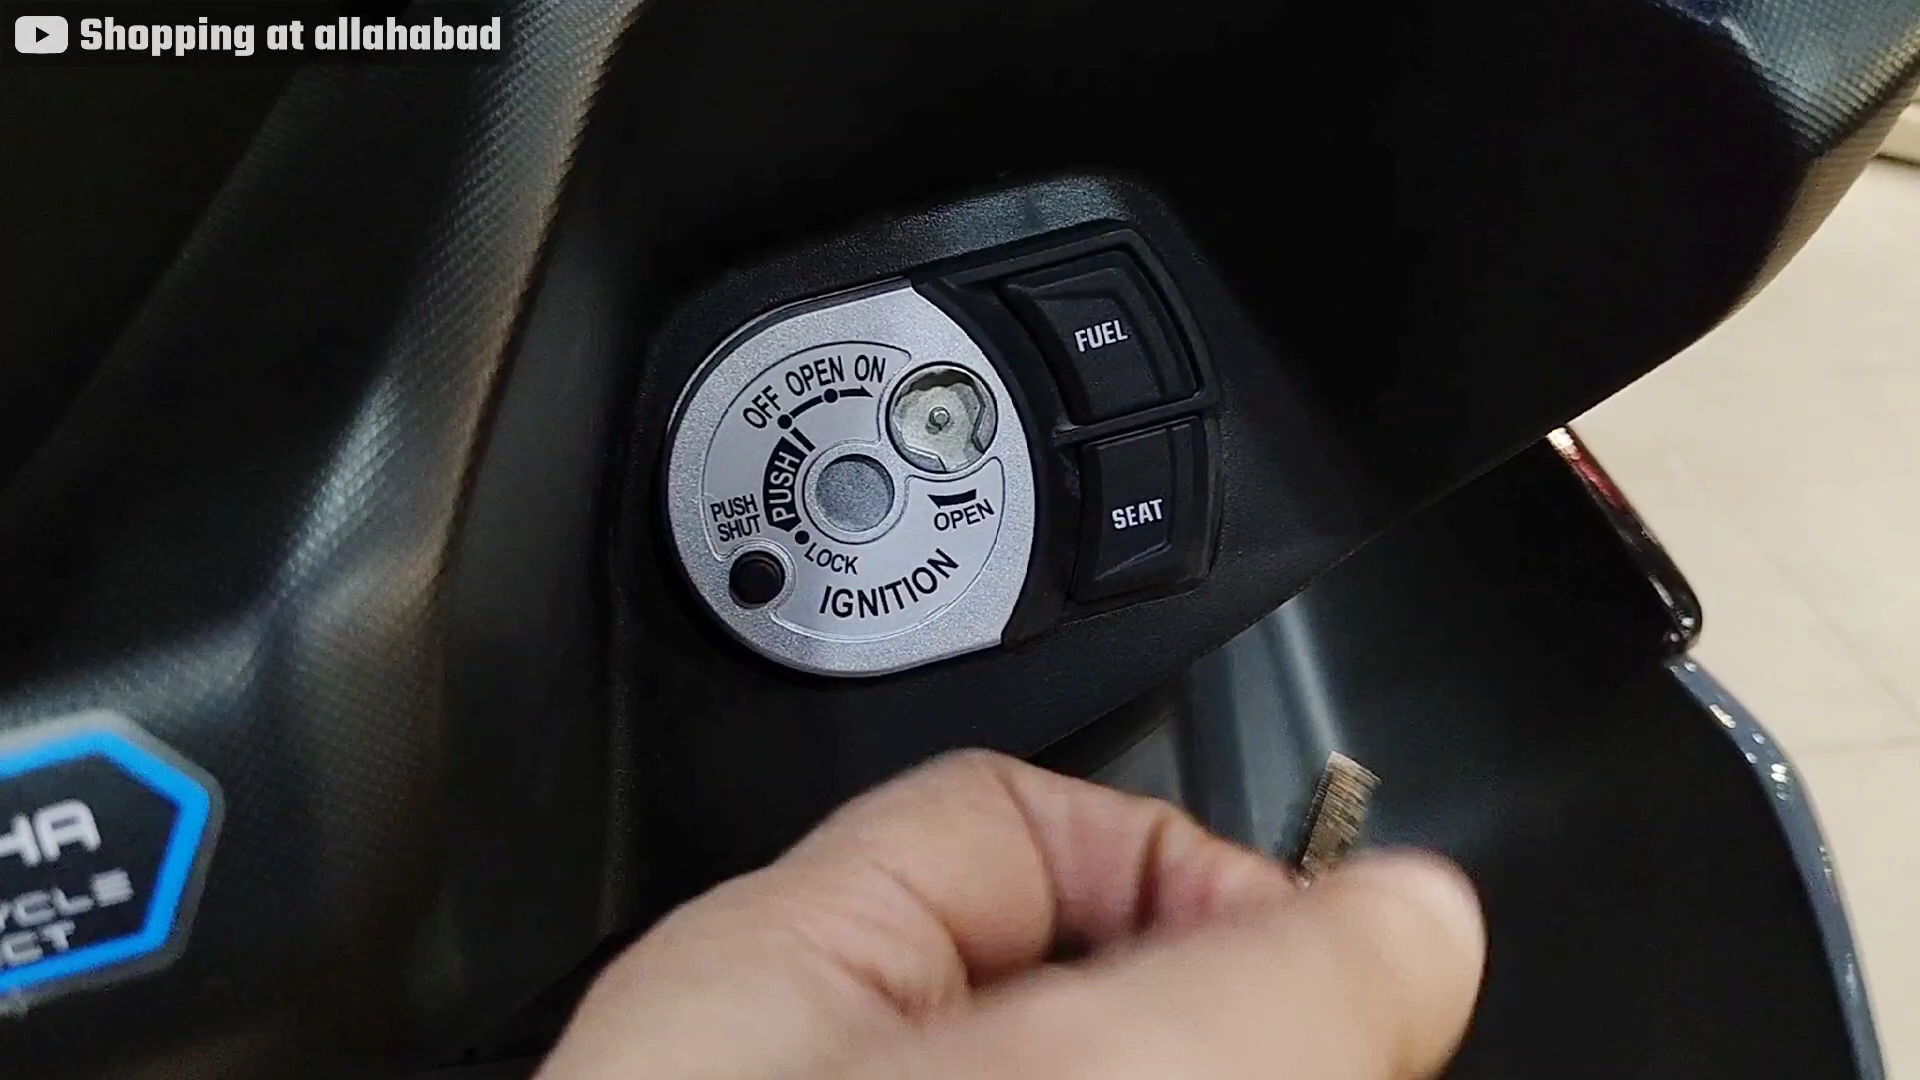 Shopping at allahabad
FUEL
OFF OPEN ON
PUSH
PUSH
SHUT
OPEN
LOCK
IGNITION
SEAT